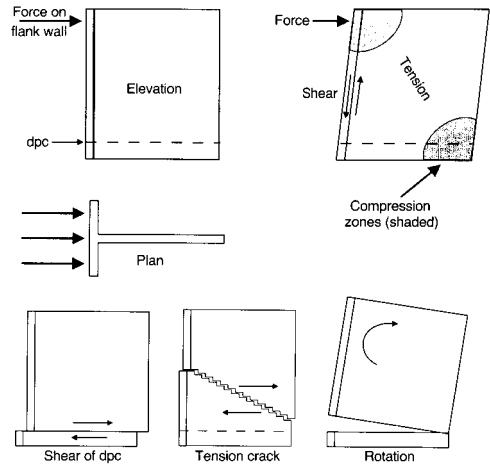 Force on
flank wall
Elevation
dpc
Force
Tension
Shear
Compression
zones (shaded)
Plan
Shear of dpc
Tension crack
Rotation